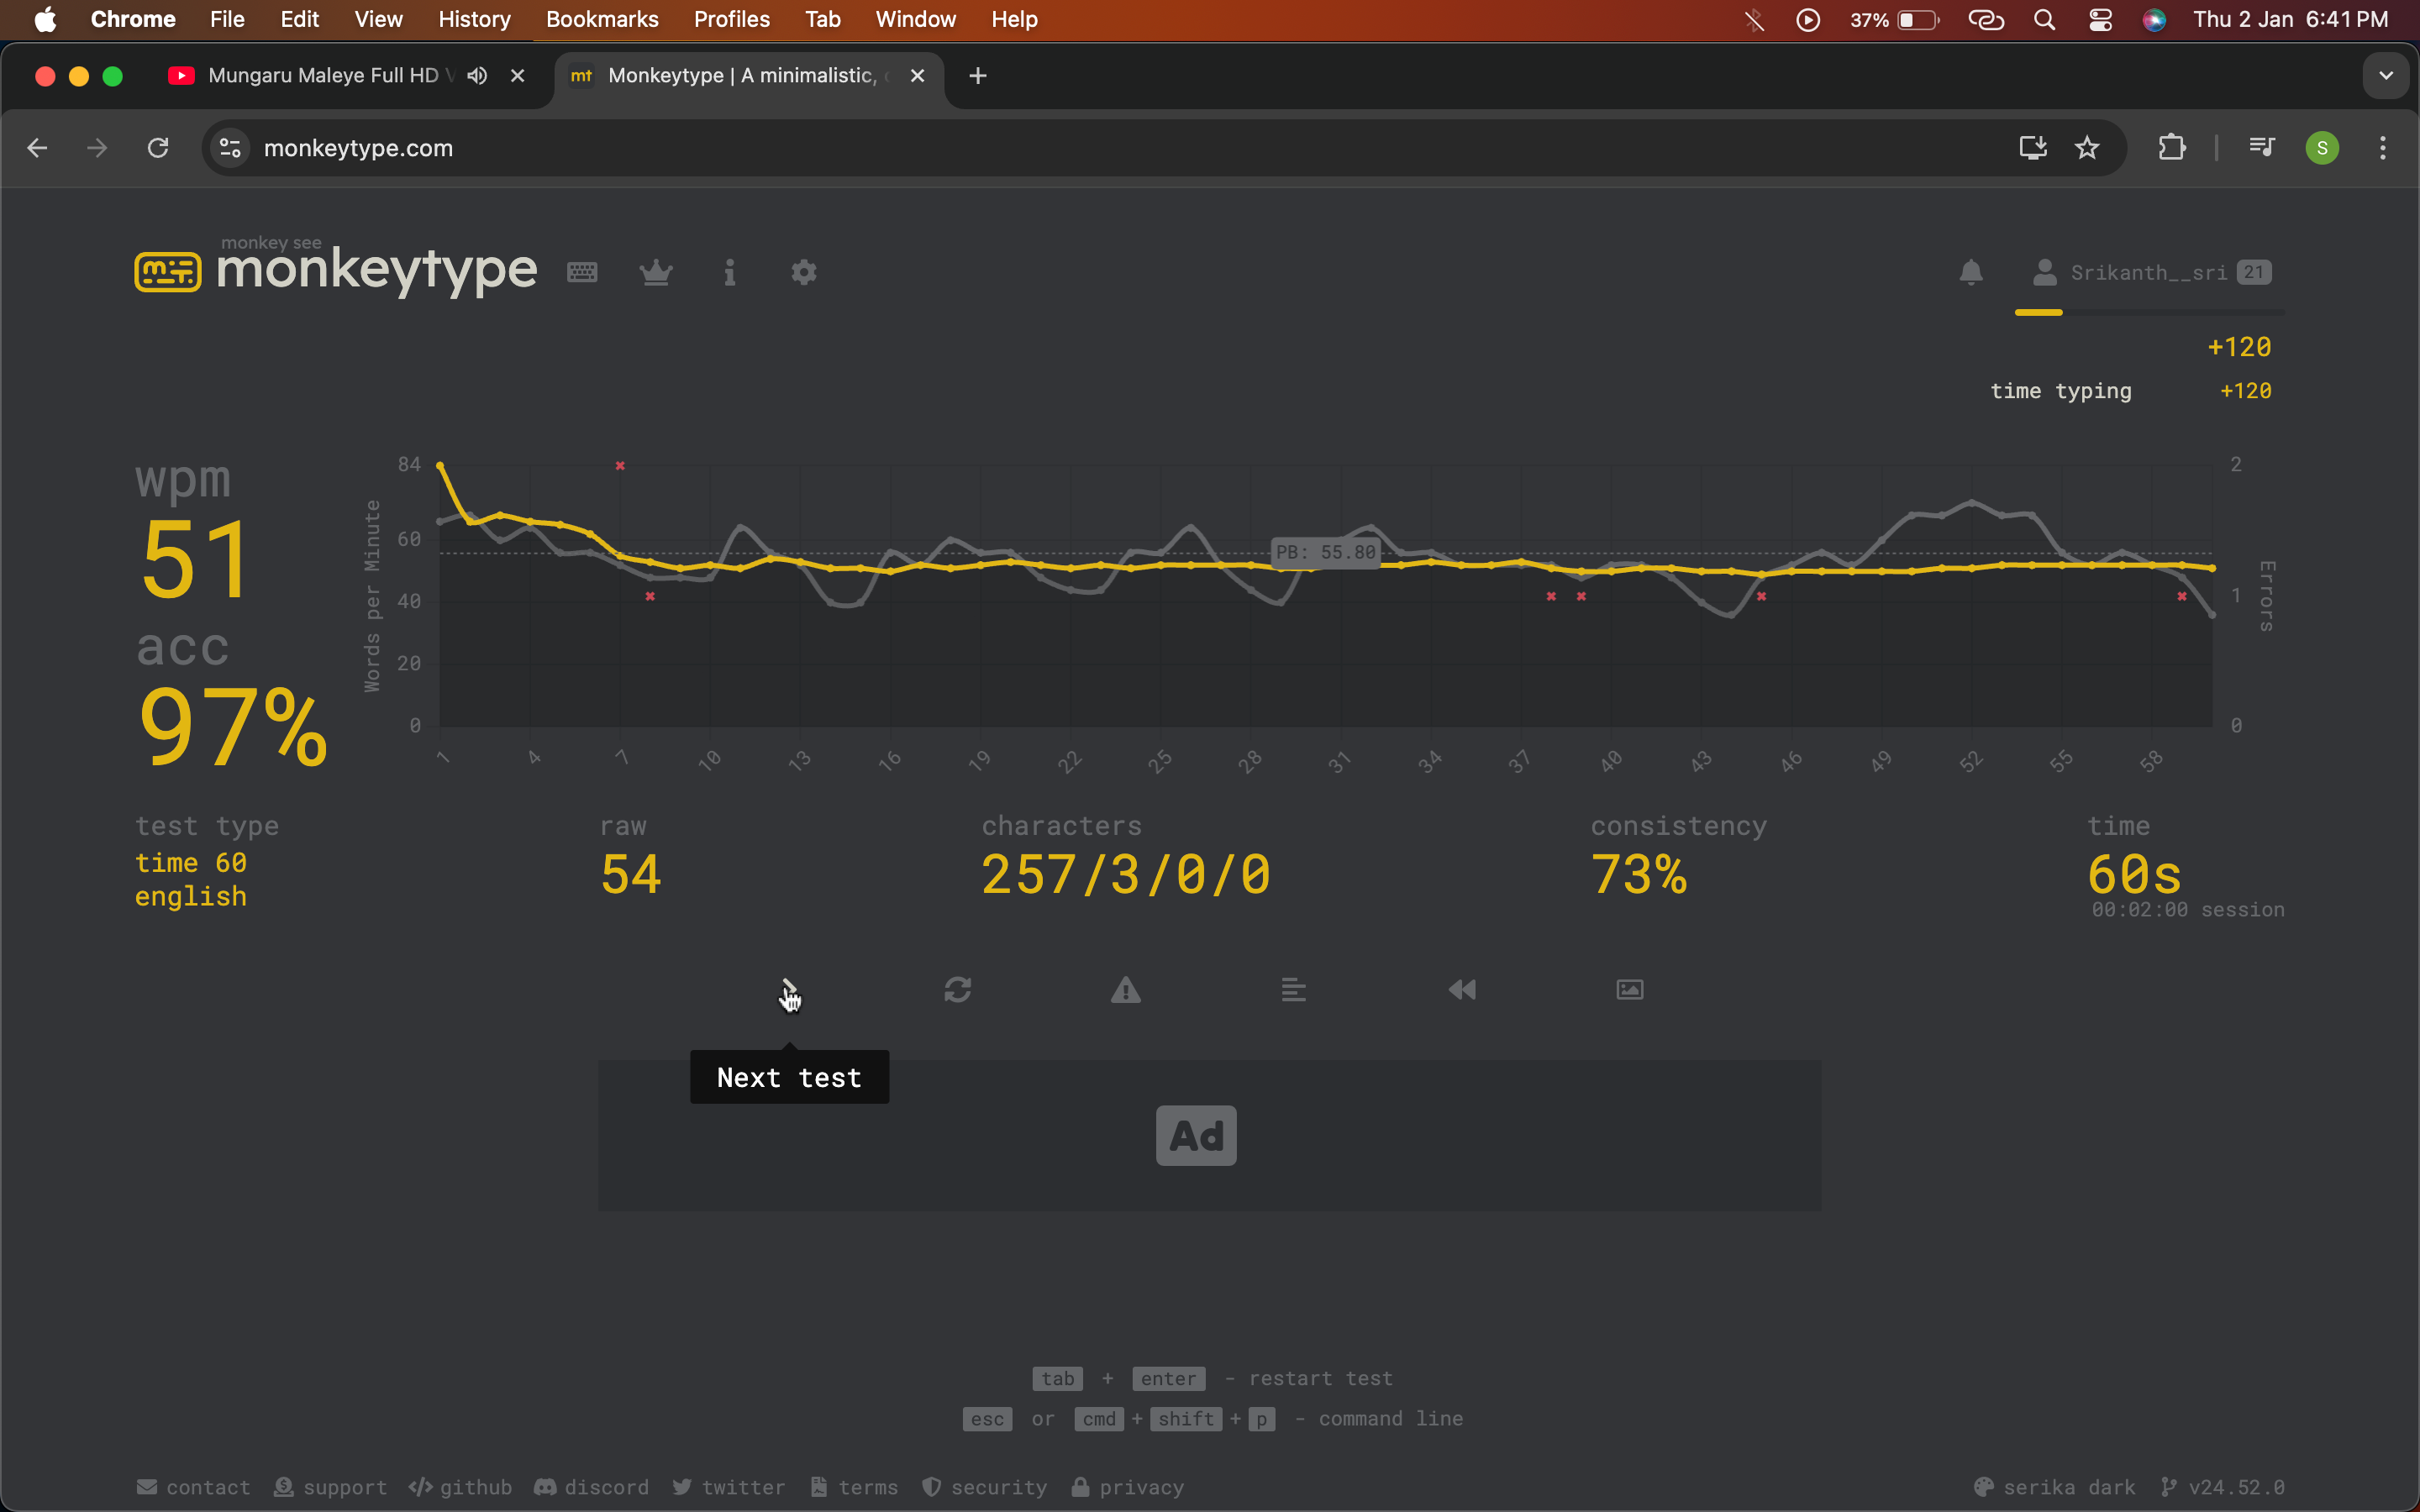 Chrome File Edit View History Bookmarks Profiles Tab Window Help 37% Thu 2 Jan 6:41 PM
Mungaru Maleye Full HD mt Monkeytype | A minimalistic,
monkeytype.com S
monkey see
monkeytype Srikanth__sri 21
+120
time typing +120
wpm
51
acc
97%
Words per Minute
84
60
40
20
0
PB: 55.80
2
1
0
Errors
1 4 7 10 13 16 19 22 25 28 31 34 37 40 43 46 49 52 55 58
test type
time 60
english
raw
54
characters
257/3/0/0
consistency
73%
time
60s
00:02:00 session
Next test
Ad
tab + enter - restart test
esc or cmd + shift + p - command line
contact support github discord twitter terms security privacy serika dark v24.52.0